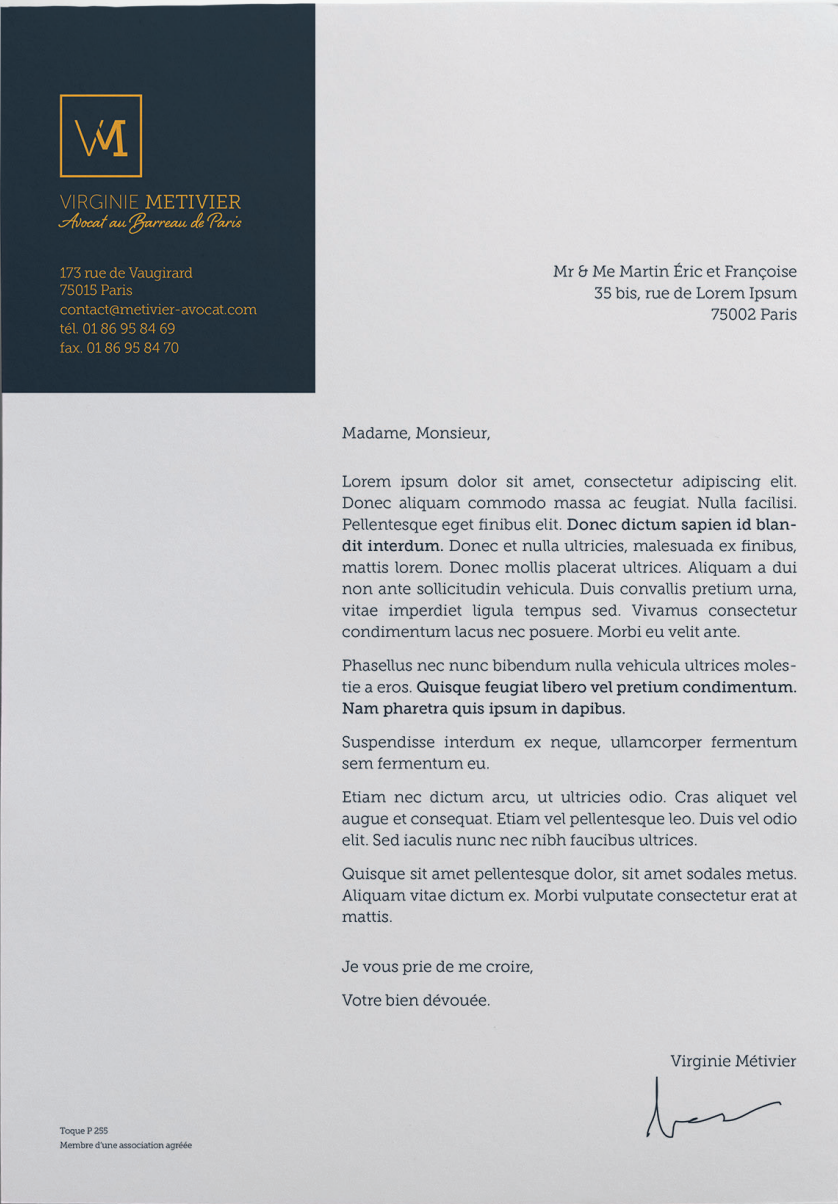 VM
VIRGINIE METIVIER
Avocat au Barreau de Paris
173 rue de Vaugirard
75015 Paris
contact@metivier-avocat.com
tél. 01 86 95 84 69
fax. 01 86 95 84 70
Mr & Me Martin Éric et Françoise
35 bis, rue de Lorem Ipsum
75002 Paris
Madame, Monsieur,
Lorem ipsum dolor sit amet, consectetur adipiscing elit.
Donec aliquam commodo massa ac feugiat. Nulla facilisi.
Pellentesque eget finibus elit. Donec dictum sapien id blan-
dit interdum. Donec et nulla ultricies, malesuada ex finibus,
mattis lorem. Donec mollis placerat ultrices. Aliquam a dui
non ante sollicitudin vehicula. Duis convallis pretium urna,
vitae imperdiet ligula tempus sed. Vivamus consectetur
condimentum lacus nec posuere. Morbi eu velit ante.
Phasellus nec nunc bibendum nulla vehicula ultrices moles-
tie a eros. Quisque feugiat libero vel pretium condimentum.
Nam pharetra quis ipsum in dapibus.
Suspendisse interdum ex neque, ullamcorper fermentum
sem fermentum eu.
Etiam nec dictum arcu, ut ultricies odio. Cras aliquet vel
augue et consequat. Etiam vel pellentesque leo. Duis vel odio
elit. Sed iaculis nunc nec nibh faucibus ultrices.
Quisque sit amet pellentesque dolor, sit amet sodales metus.
Aliquam vitae dictum ex. Morbi vulputate consectetur erat at
mattis.
Je vous prie de me croire,
Votre bien dévouée.
Virginie Métivier
Toque P 255
Membre d'une association agréée